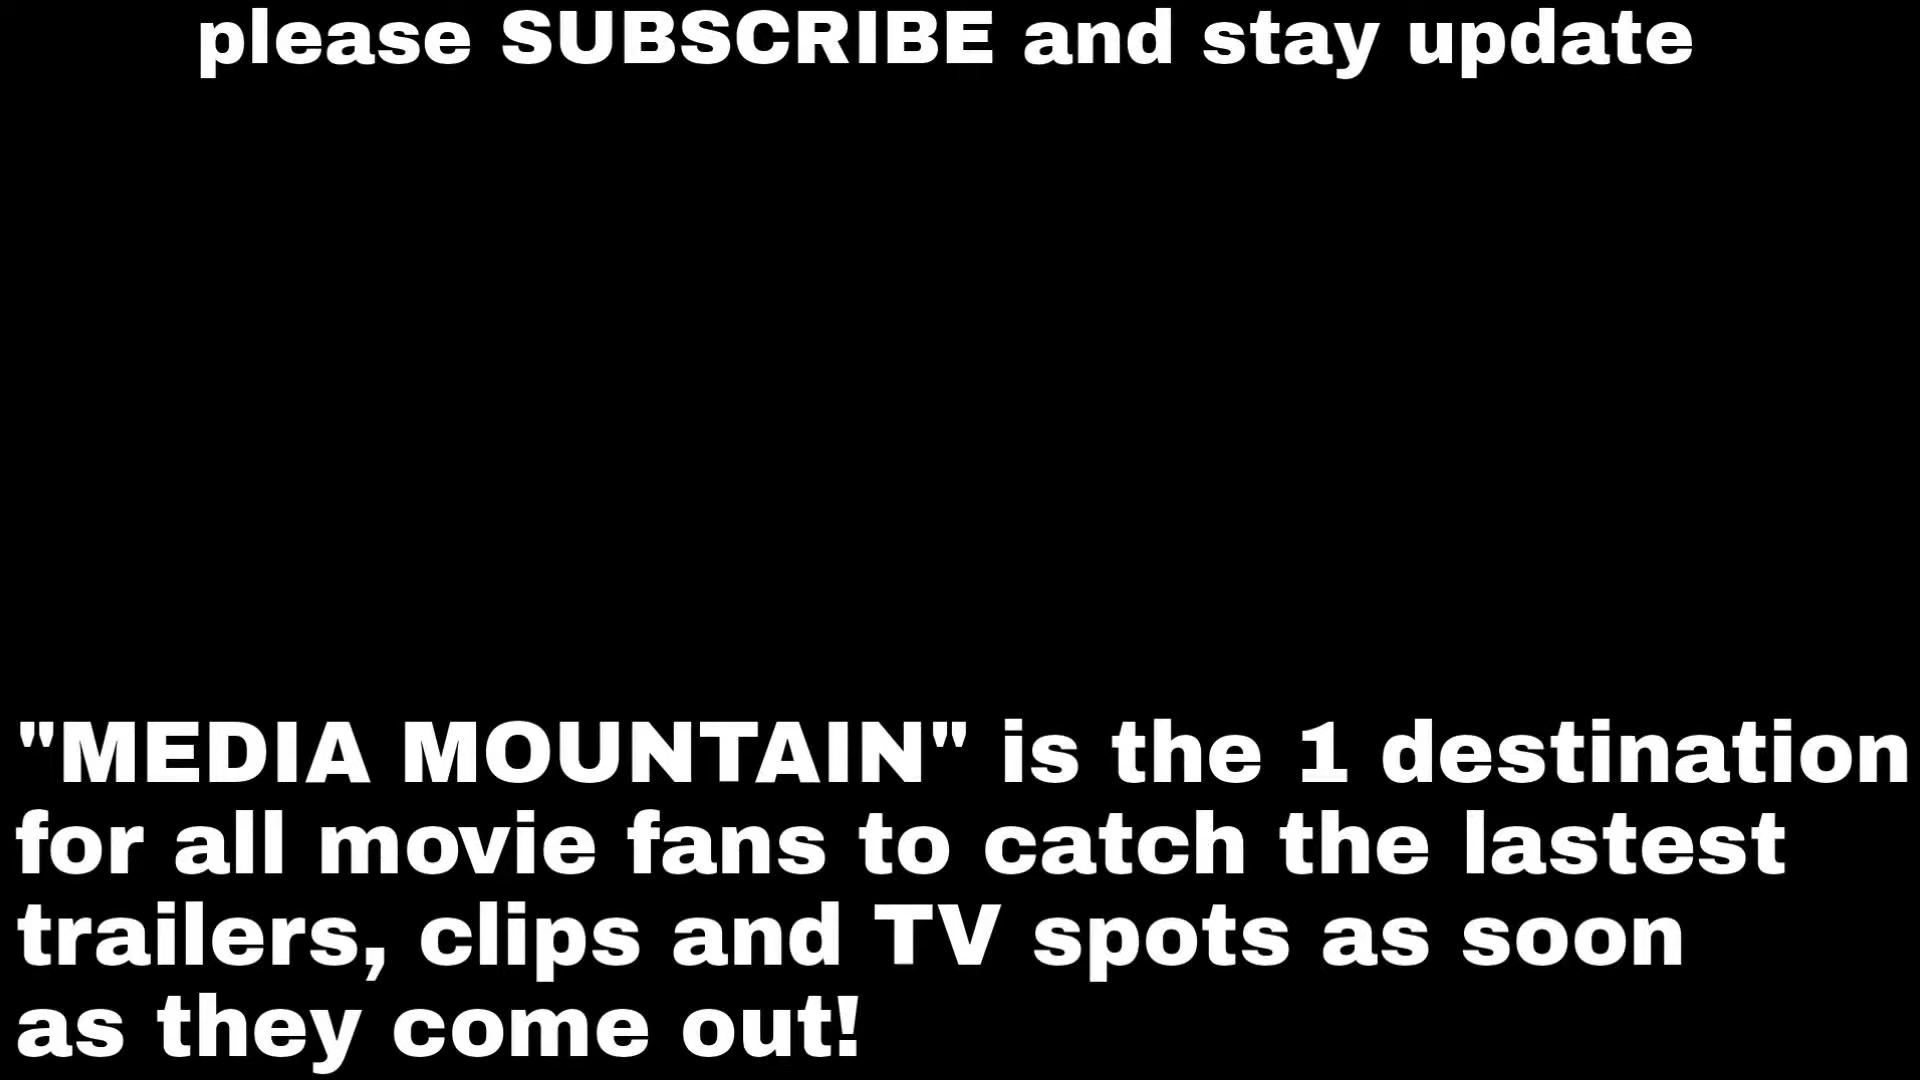 please SUBSCRIBE and stay update
"MEDIA MOUNTAIN" is the 1 destination
for all movie fans to catch the lastest
trailers, clips and TV spots as soon
as they come out!